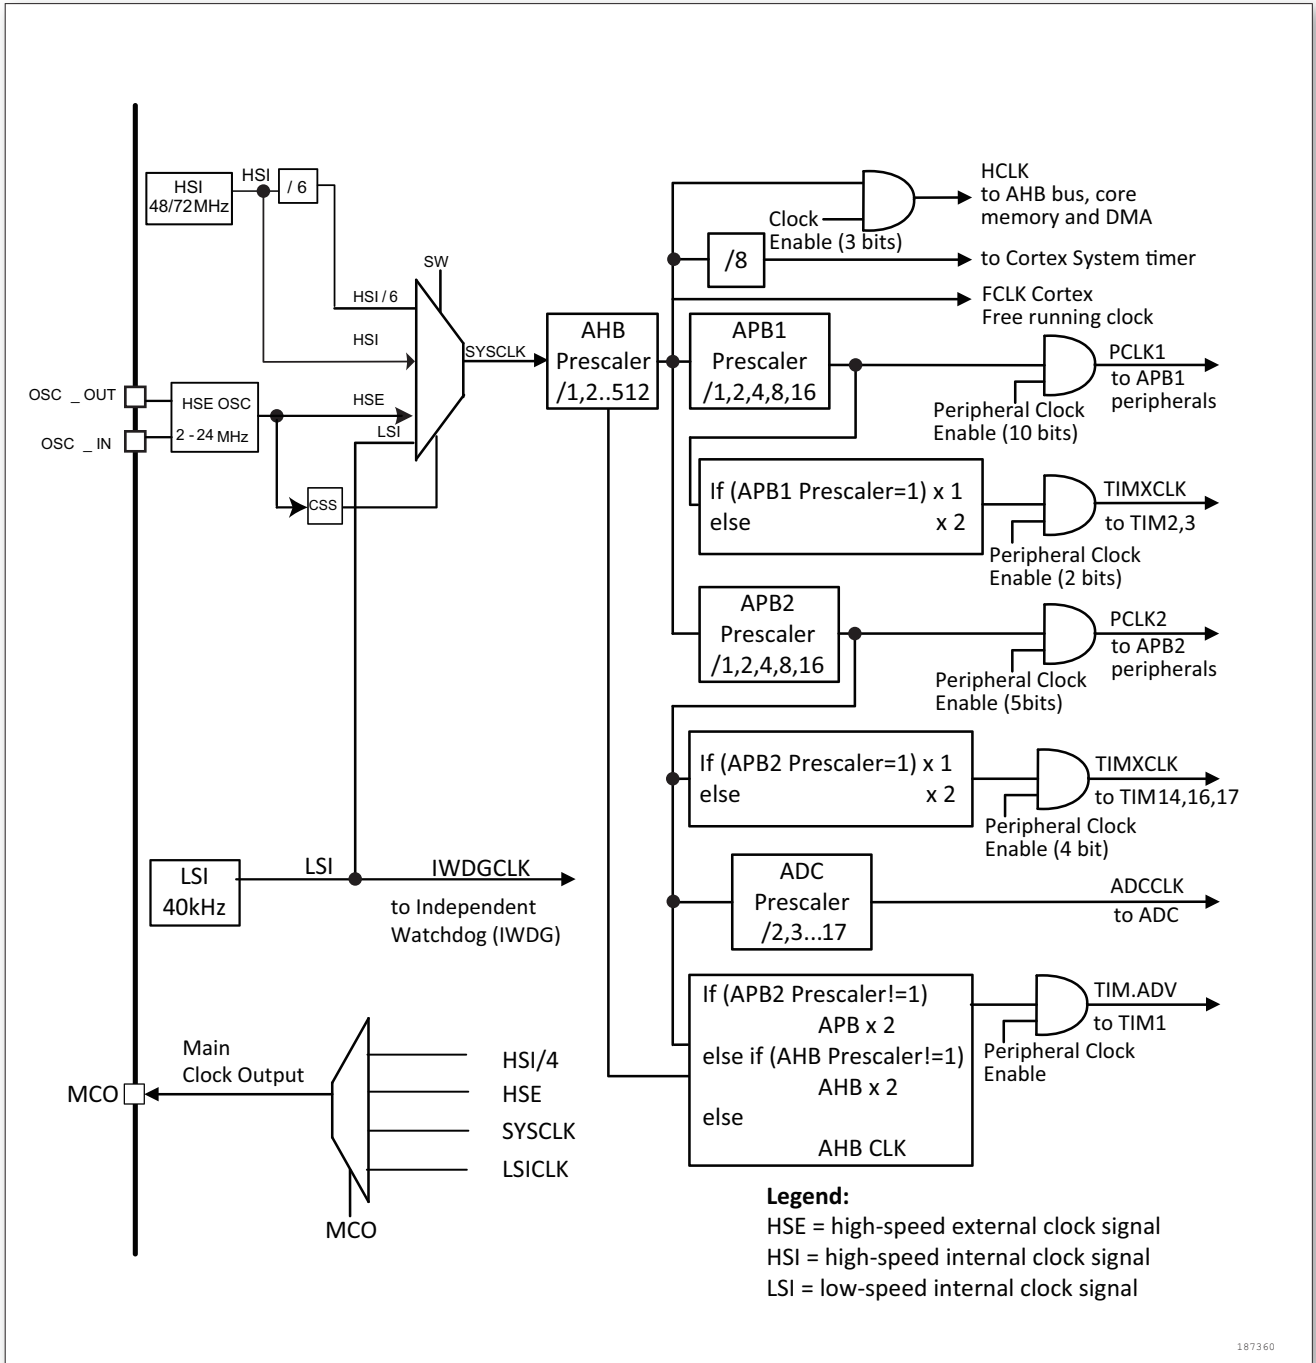 HSI
48/72MHz
HSI
/ 6
SW
HSI / 6
HSI
HSE
LSI
SYSCLK
OSC _ OUT
OSC _ IN
HSE OSC
2 - 24 MHz
CSS
AHB
Prescaler
/1,2..512
Clock
Enable (3 bits)
HCLK
to AHB bus, core
memory and DMA
/8
to Cortex System timer
FCLK Cortex
Free running clock
APB1
Prescaler
/1,2,4,8,16
Peripheral Clock
Enable (10 bits)
PCLK1
to APB1
peripherals
If (APB1 Prescaler=1) x 1
else x 2
Peripheral Clock
Enable (2 bits)
TIMXCLK
to TIM2,3
APB2
Prescaler
/1,2,4,8,16
Peripheral Clock
Enable (5bits)
PCLK2
to APB2
peripherals
If (APB2 Prescaler=1) x 1
else x 2
Peripheral Clock
Enable (4 bit)
TIMXCLK
to TIM14,16,17
LSI
40kHz
LSI
IWDGCLK
to Independent
Watchdog (IWDG)
ADC
Prescaler
/2,3...17
ADCCLK
to ADC
If (APB2 Prescaler!=1)
APB x 2
else if (AHB Prescaler!=1)
AHB x 2
else
AHB CLK
Peripheral Clock
Enable
TIM.ADV
to TIM1
MCO
Main
Clock Output
HSI/4
HSE
SYSCLK
LSICLK
MCO
Legend:
HSE = high-speed external clock signal
HSI = high-speed internal clock signal
LSI = low-speed internal clock signal
187360